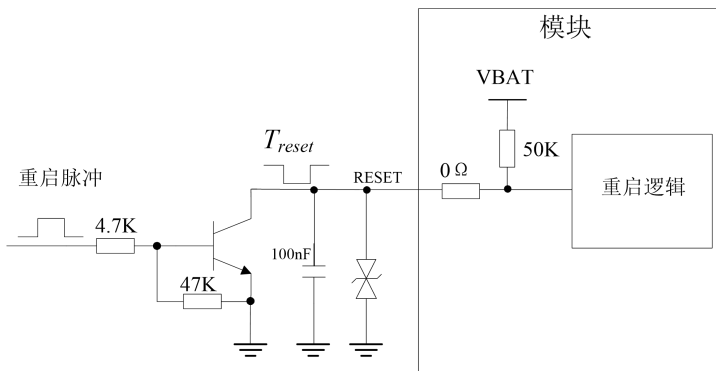 模块
VBAT
T_reset
50K
重启脉冲
RESET
0 Ω
重启逻辑
4.7K
100nF
47K